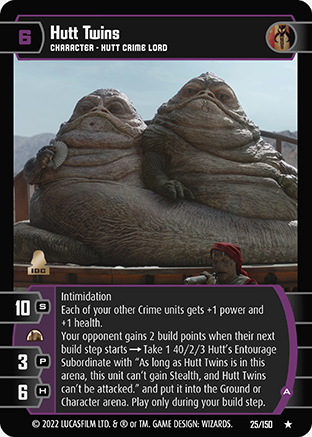 6
Hutt Twins
CHARACTER - HUTT CRIME LORD
IDC
10 S
3 P
6 H
Intimidation
Each of your other Crime units gets +1 power and
+1 health.
Your opponent gains 2 build points when their next
build step starts → Take 1 40/2/3 Hutt's Entourage
Subordinate with "As long as Hutt Twins is in this
arena, this unit can't gain Stealth, and Hutt Twins
can't be attacked." and put it into the Ground or
Character arena. Play only during your build step.
A
© 2022 LUCASFILM LTD. & ® or TM. GAME DESIGN: WIZARDS.
25/150